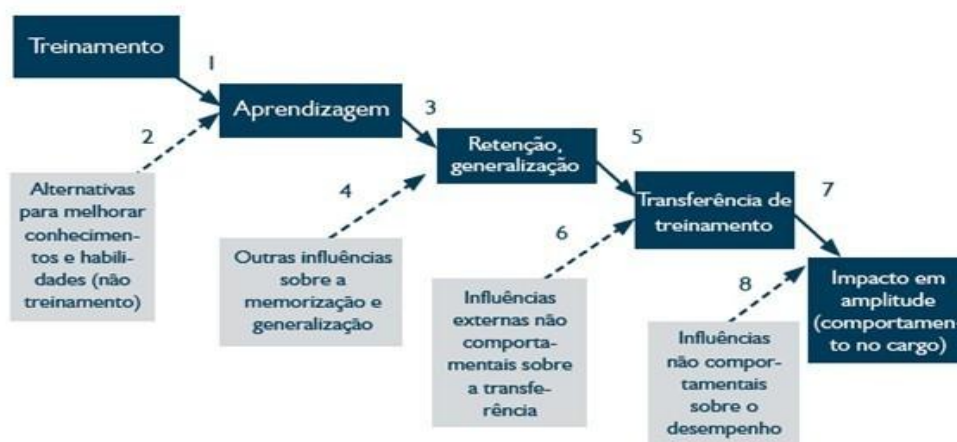 Treinamento
1
Aprendizagem
2
3
Retenção,
generalização
Alternativas
para melhorar
conhecimen-
tos e habili-
dades (não
treinamento)
4
5
Transferência de
treinamento
Outras influências
sobre a
memorização e
generalização
6
7
Influências
externas não
comporta-
mentais sobre
a transfe-
rência
8
Impacto em
amplitude
(comportamen-
to no cargo)
Influências
não compor-
tamentais
sobre o
desempenho